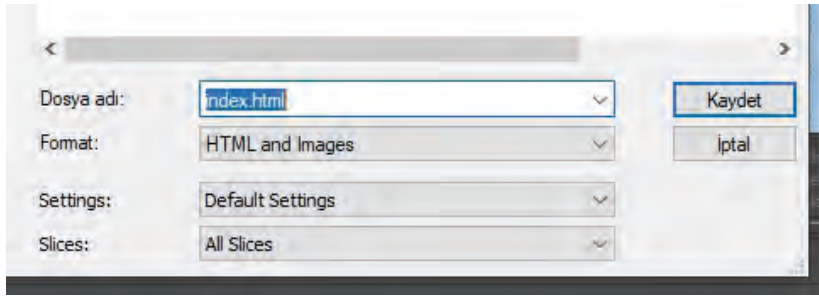 Dosya adı: index.html Kaydet
Format: HTML and Images İptal
Settings: Default Settings
Slices: All Slices